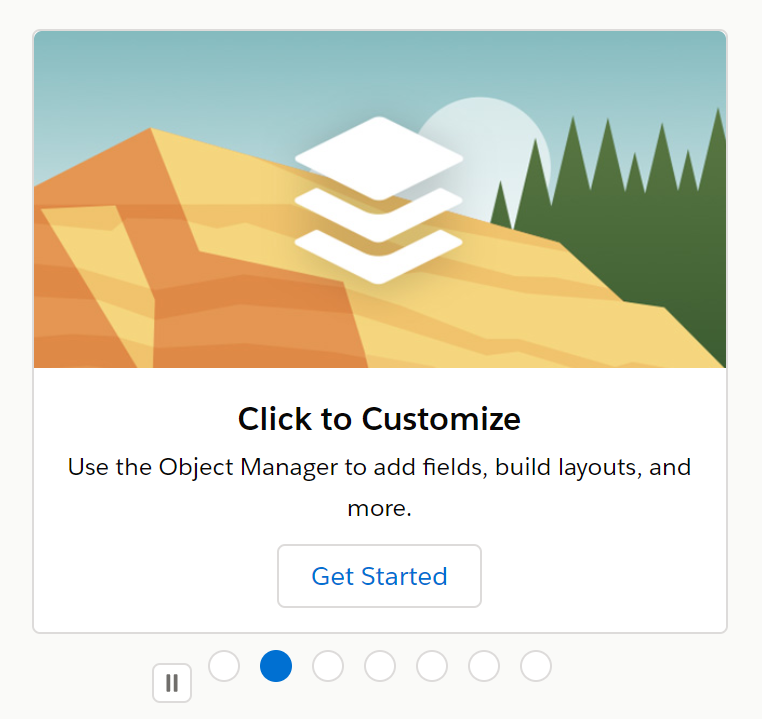 Click to Customize
Use the Object Manager to add fields, build layouts, and
more.
Get Started